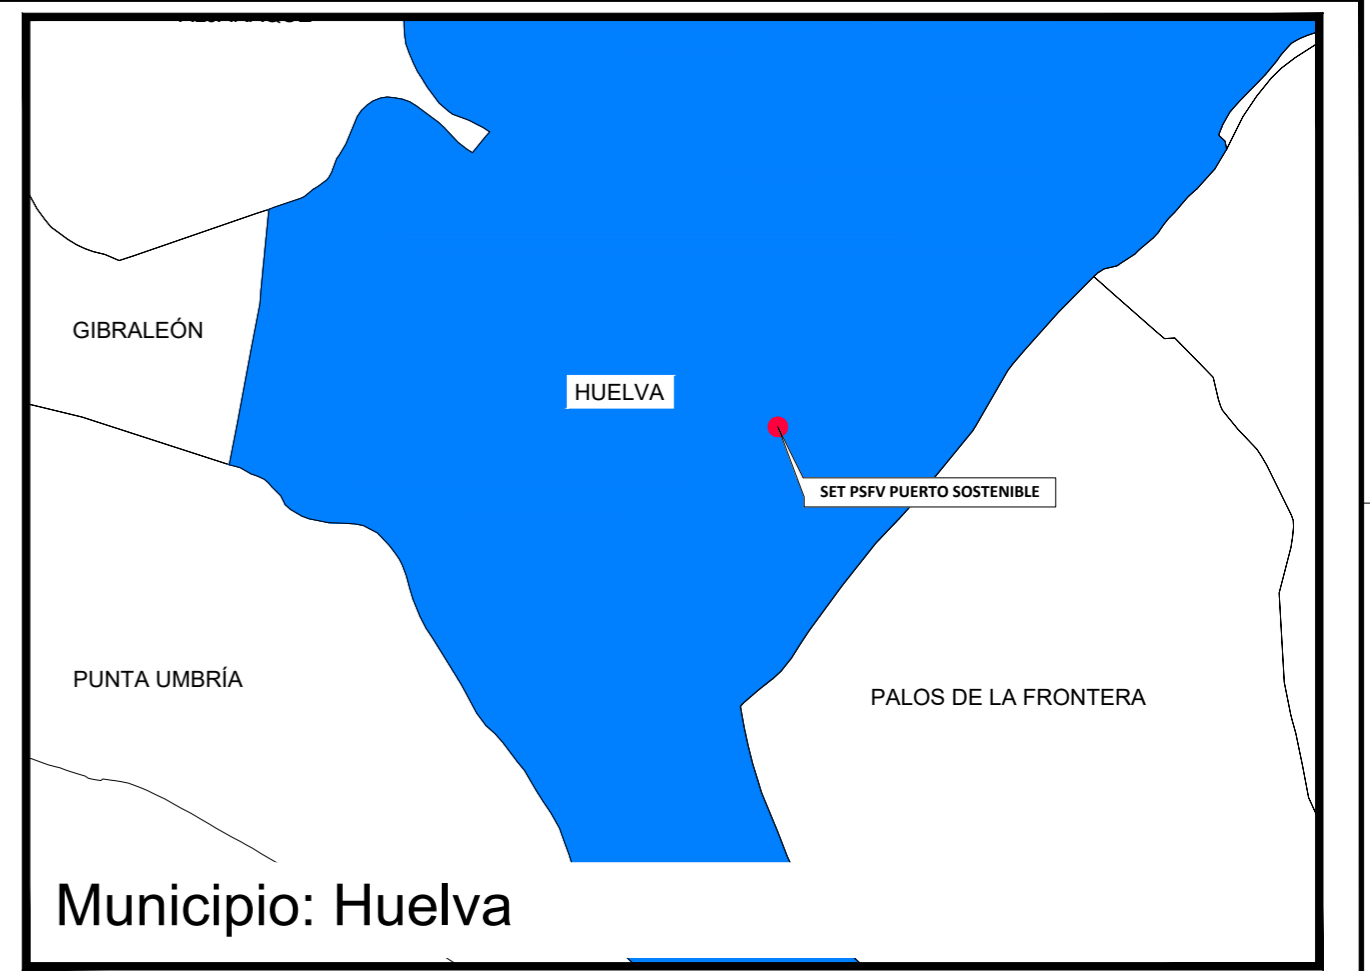 GIBRALEÓN
HUELVA
SET PSFV PUERTO SOSTENIBLE
PUNTA UMBRÍA
PALOS DE LA FRONTERA
Municipio: Huelva